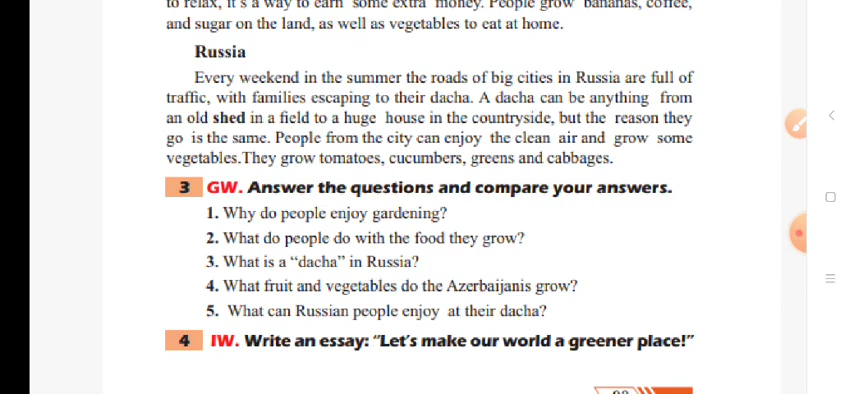 to relax, it's a way to earn some extra money. People grow bananas, coffee,
and sugar on the land, as well as vegetables to eat at home.
Russia
Every weekend in the summer the roads of big cities in Russia are full of
traffic, with families escaping to their dacha. A dacha can be anything from
an old shed in a field to a huge house in the countryside, but the reason they
go is the same. People from the city can enjoy the clean air and grow some
vegetables.They grow tomatoes, cucumbers, greens and cabbages.
3 GW. Answer the questions and compare your answers.
1. Why do people enjoy gardening?
2. What do people do with the food they grow?
3. What is a “dacha” in Russia?
4. What fruit and vegetables do the Azerbaijanis grow?
5. What can Russian people enjoy at their dacha?
4 IW. Write an essay: “Let’s make our world a greener place!”